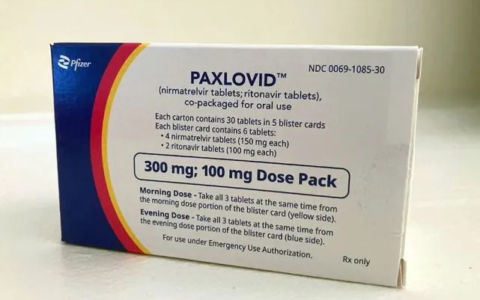 Pfizer
NDC 0069-1085-30
PAXLOVID™
(nirmatrelvir tablets; ritonavir tablets),
co-packaged for oral use
Each carton contains 30 tablets in 5 blister cards
Each blister card contains 6 tablets:
• 4 nirmatrelvir tablets (150 mg each)
• 2 ritonavir tablets (100 mg each)
300 mg; 100 mg Dose Pack
Morning Dose - Take all 3 tablets at the same time from
the morning dose portion of the blister card (yellow side).
Evening Dose - Take all 3 tablets at the same time from
the evening dose portion of the blister card (blue side).
For use under Emergency Use Authorization.
Rx only